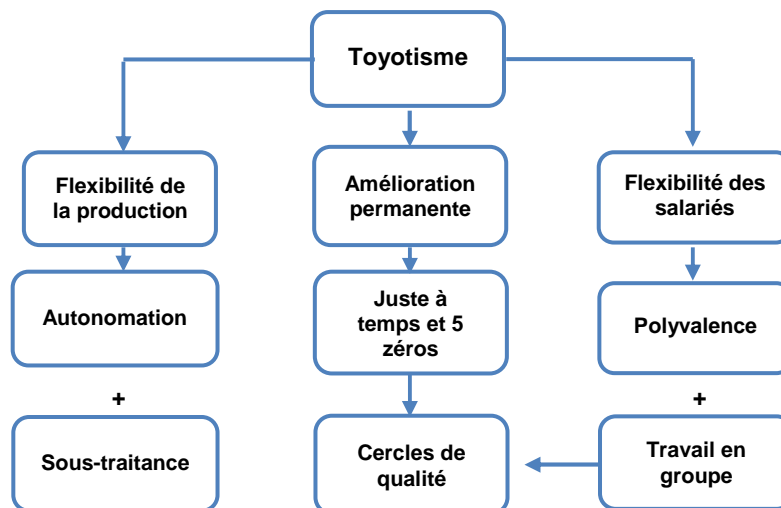 Toyotisme
Flexibilité de
la production
Amélioration
permanente
Flexibilité des
salariés
Autonomation
Juste à
temps et 5
zéros
Polyvalence
+
+
Sous-traitance
Cercles de
qualité
Travail en
groupe